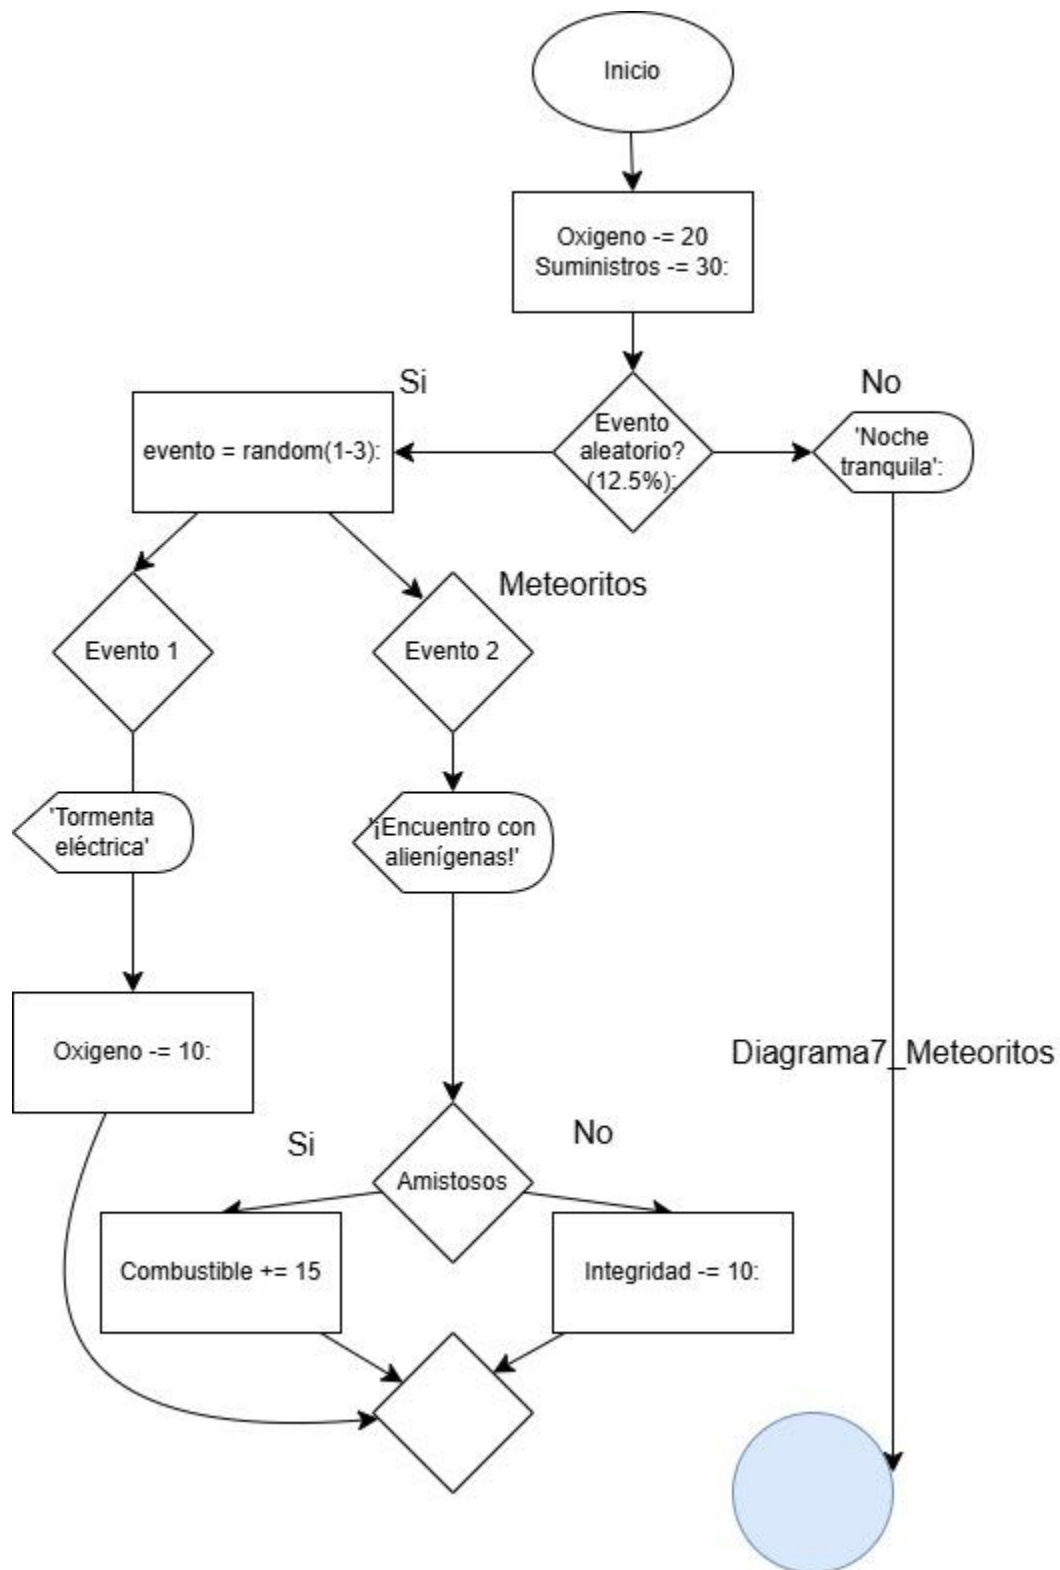 Inicio
Oxigeno -= 20
Suministros -= 30:
Si
No
evento = random(1-3):
Evento
aleatorio?
(12.5%);
'Noche
tranquila':
Meteoritos
Evento 1
Evento 2
'Tormenta
eléctrica'
'¡Encuentro con
alienígenas!'
Oxigeno -= 10:
Diagrama7_Meteoritos
Si
No
Amistosos
Combustible += 15
Integridad -= 10: